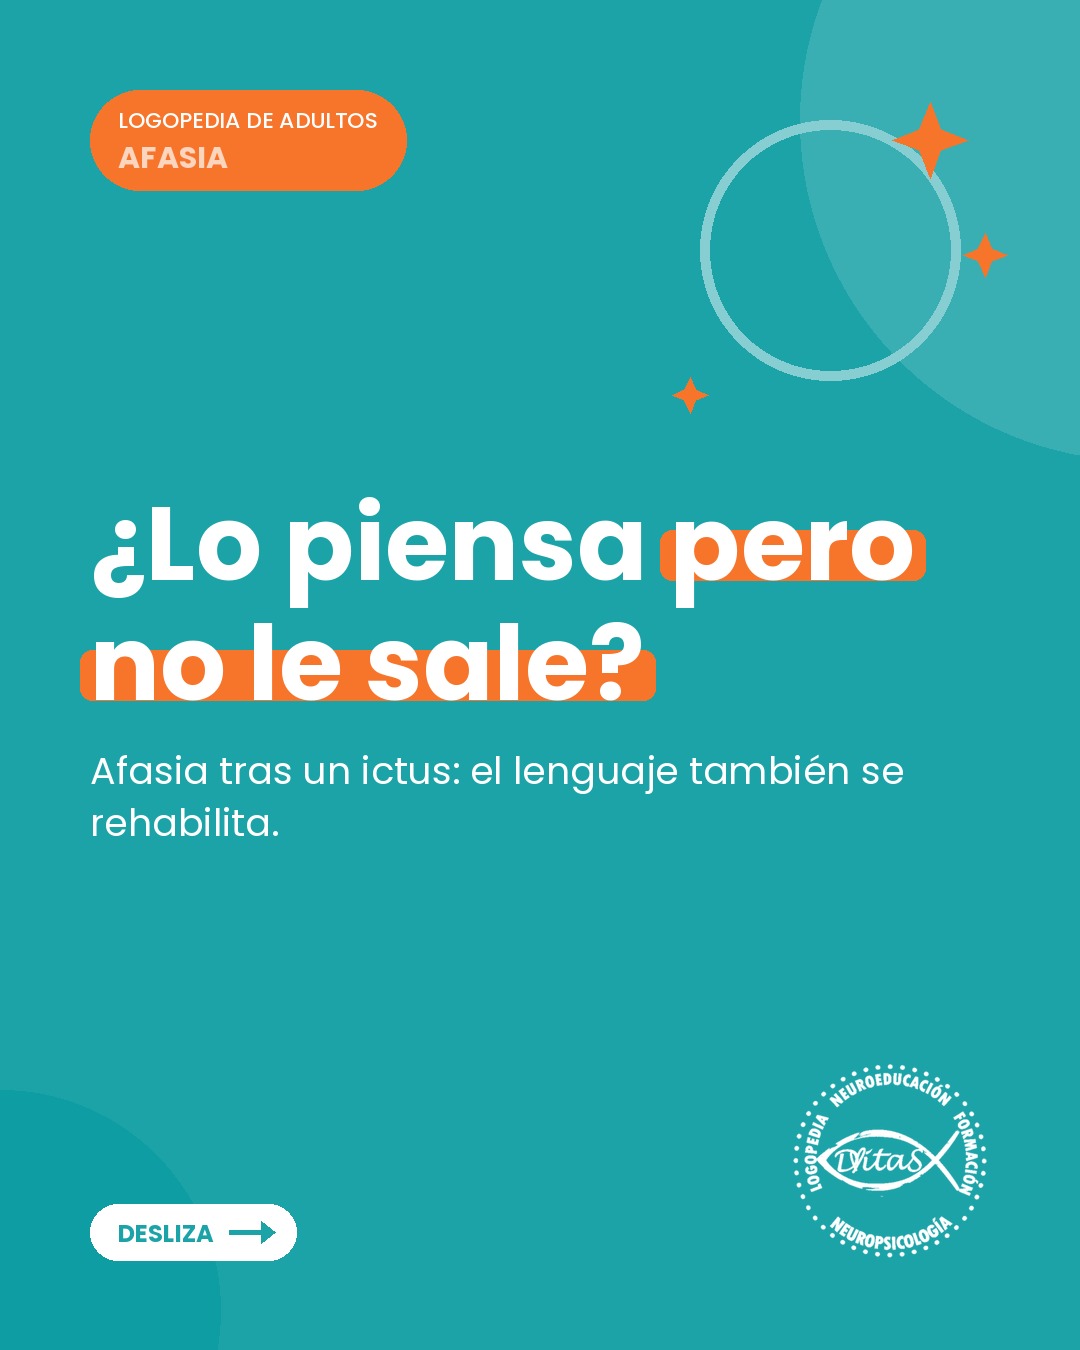 LOGOPEDIA DE ADULTOS
AFASIA
¿Lo piensa pero
no le sale?
Afasia tras un ictus: el lenguaje también se
rehabilita.
DESLIZA
LOGOPEDIA NEUROEDUCACIÓN FORMACIÓN
NEUROPSICOLOGÍA